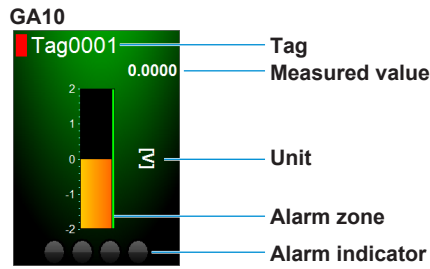 GA10
Tag0001
Tag
0.0000
Measured value
2
1
0
[V]
Unit
-1
-2
Alarm zone
Alarm indicator